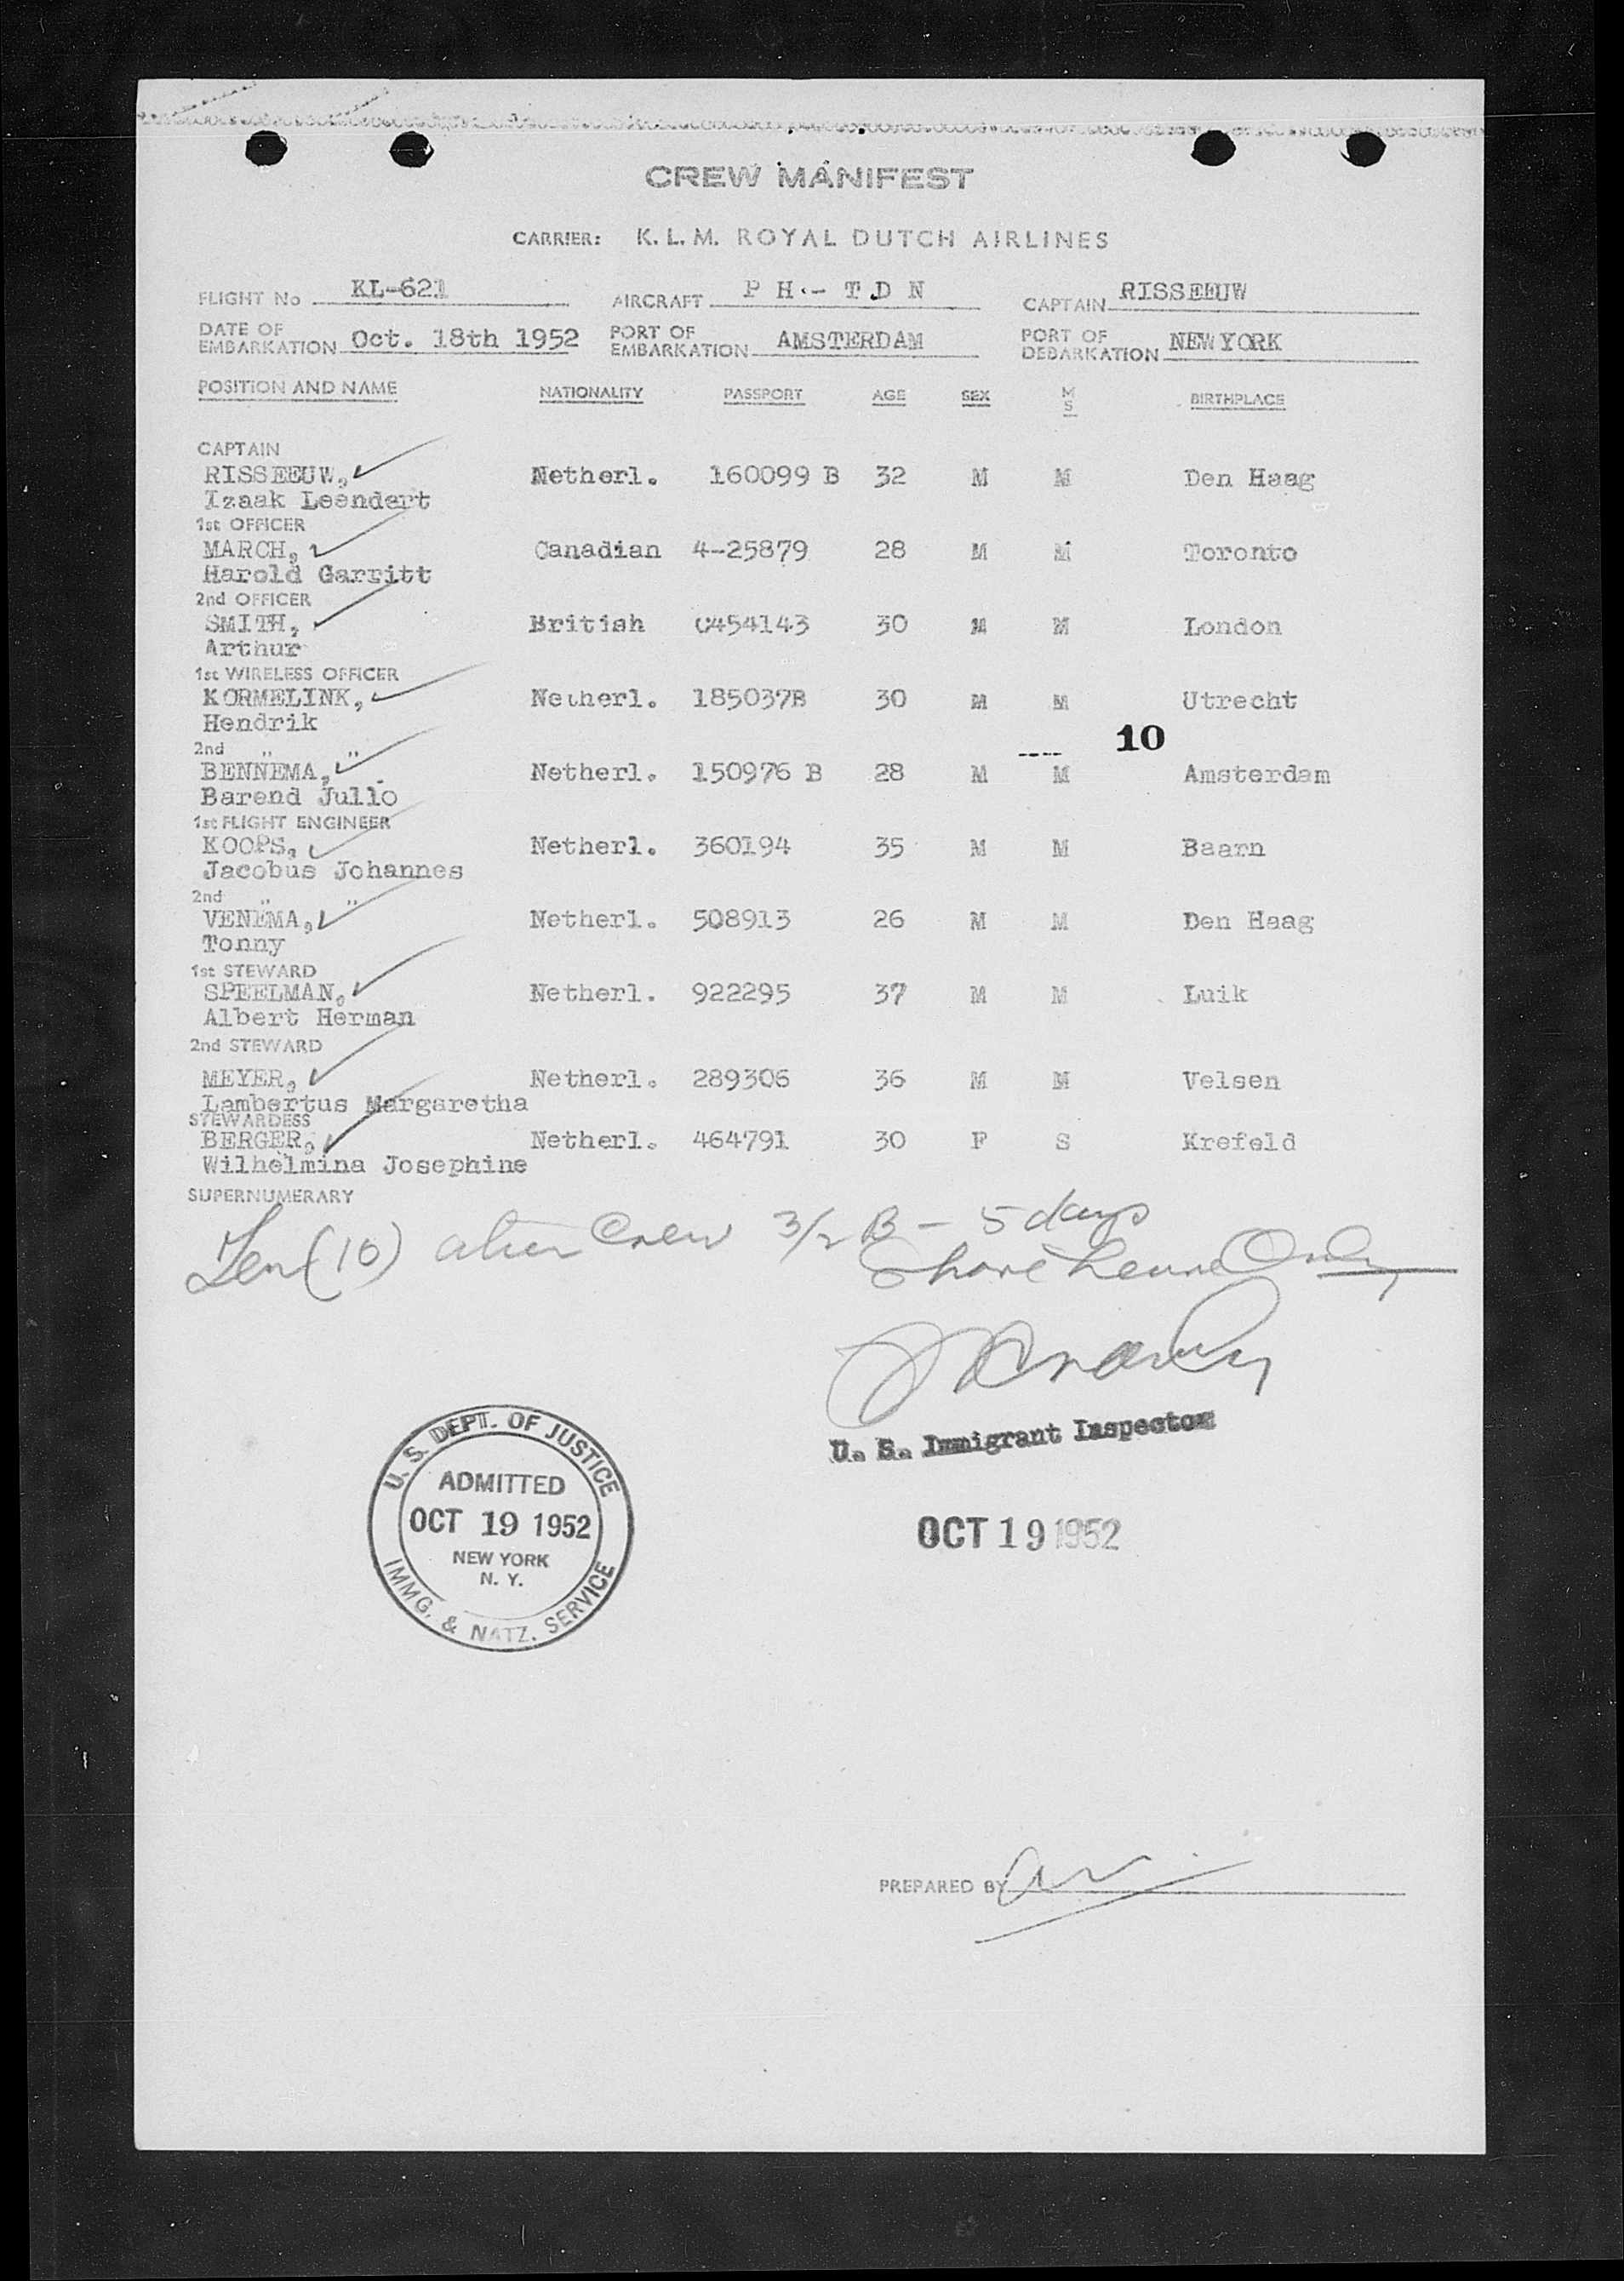 CREW MANIFEST
CARRIER: K. L. M. ROYAL DUTCH AIRLINES
FLIGHT No KL-621 AIRCRAFT P H - T D N CAPTAIN RISSEEUW
DATE OF EMBARKATION Oct. 18th 1952 PORT OF EMBARKATION AMSTERDAM PORT OF DEBARKATION NEW YORK
POSITION AND NAME NATIONALITY PASSPORT AGE SEX M S BIRTHPLACE
CAPTAIN
RISSEEUW, Netherl. 160099 B 32 M M Den Haag
Izaak Leendert
1st OFFICER
MARCH, Canadian 4-25879 28 M M Toronto
Harold Garritt
2nd OFFICER
SMITH, British C454143 30 M M London
Arthur
1st WIRELESS OFFICER
KORMELINK, Netherl. 185037B 30 M M Utrecht
Hendrik
10
2nd " "
BENNEMA, Netherl. 150976 B 28 M M Amsterdam
Barend Jullo
1st FLIGHT ENGINEER
KOOPS, Netherl. 360194 35 M M Baarn
Jacobus Johannes
2nd " "
VENEMA, Netherl. 508913 26 M M Den Haag
Tonny
1st STEWARD
SPEELMAN, Netherl. 922295 37 M M Luik
Albert Herman
2nd STEWARD
MEYER, Netherl. 289306 36 M M Velsen
Lambertus Margaretha
STEWARDESS
BERGER, Netherl. 464791 30 F S Krefeld
Wilhelmina Josephine
SUPERNUMERARY
Ten (10) alien Crew 3/2 B - 5 days
Shore Leave Only
U. S. Immigrant Inspector
OCT 19 1952
U. S. DEPT. OF JUSTICE
ADMITTED
OCT 19 1952
NEW YORK
N. Y.
IMMG. & NATZ. SERVICE
PREPARED BY